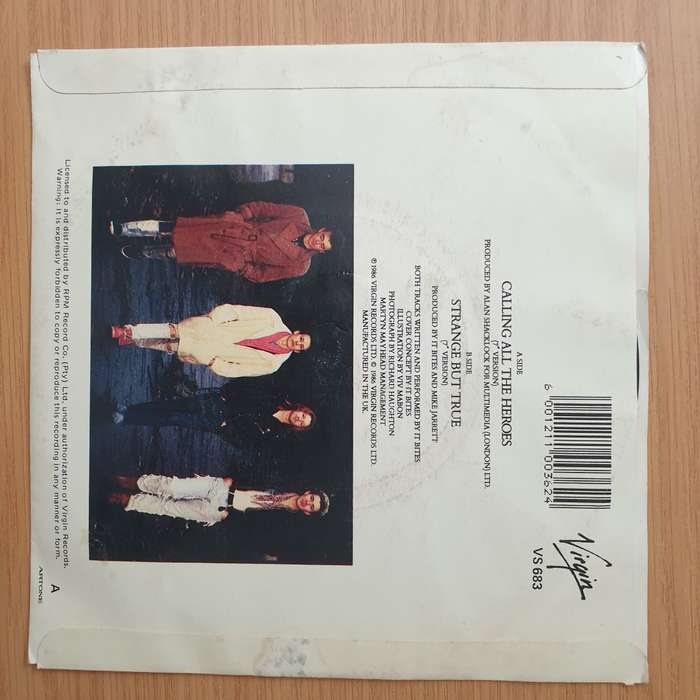 A SIDE
CALLING ALL THE HEROES
(7" VERSION)
PRODUCED BY ALAN SHACKLOCK FOR MULTIMEDIA (LONDON) LTD.
B SIDE
STRANGE BUT TRUE
(7" VERSION)
PRODUCED BY IT BITES AND MIKE JARRETT
BOTH TRACKS WRITTEN AND PERFORMED BY IT BITES
COVER CONCEPT BY IT BITES
ILLUSTRATION BY VIV MABON
PHOTOGRAPH BY RICHARD HAUGHTON
MARTYN MAYHEAD MANAGEMENT
℗ 1986 VIRGIN RECORDS LTD. © 1986 VIRGIN RECORDS LTD.
MANUFACTURED IN THE UK.
6 001211 003624
Virgin
VS 683
Licensed to and distributed by RPM Record Co. (Pty) Ltd. under authorization of Virgin Records.
Warning: It is expressly forbidden to copy or reproduce this recording in any manner or form.
A
ARTONE